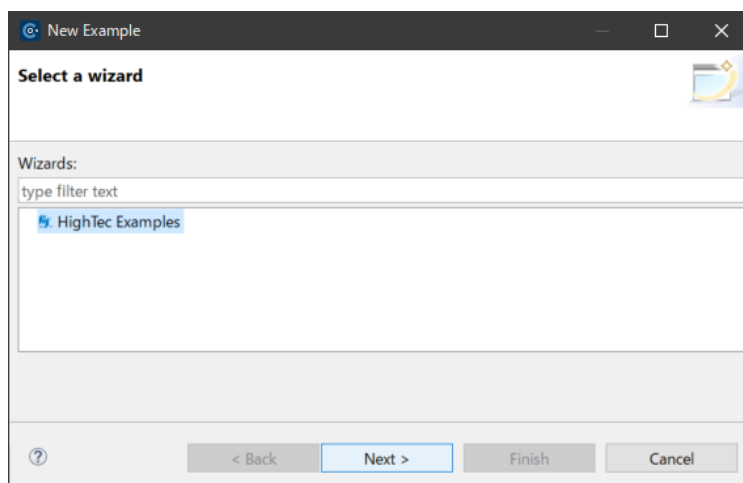 New Example
Select a wizard
Wizards:
type filter text
HighTec Examples
< Back Next > Finish Cancel